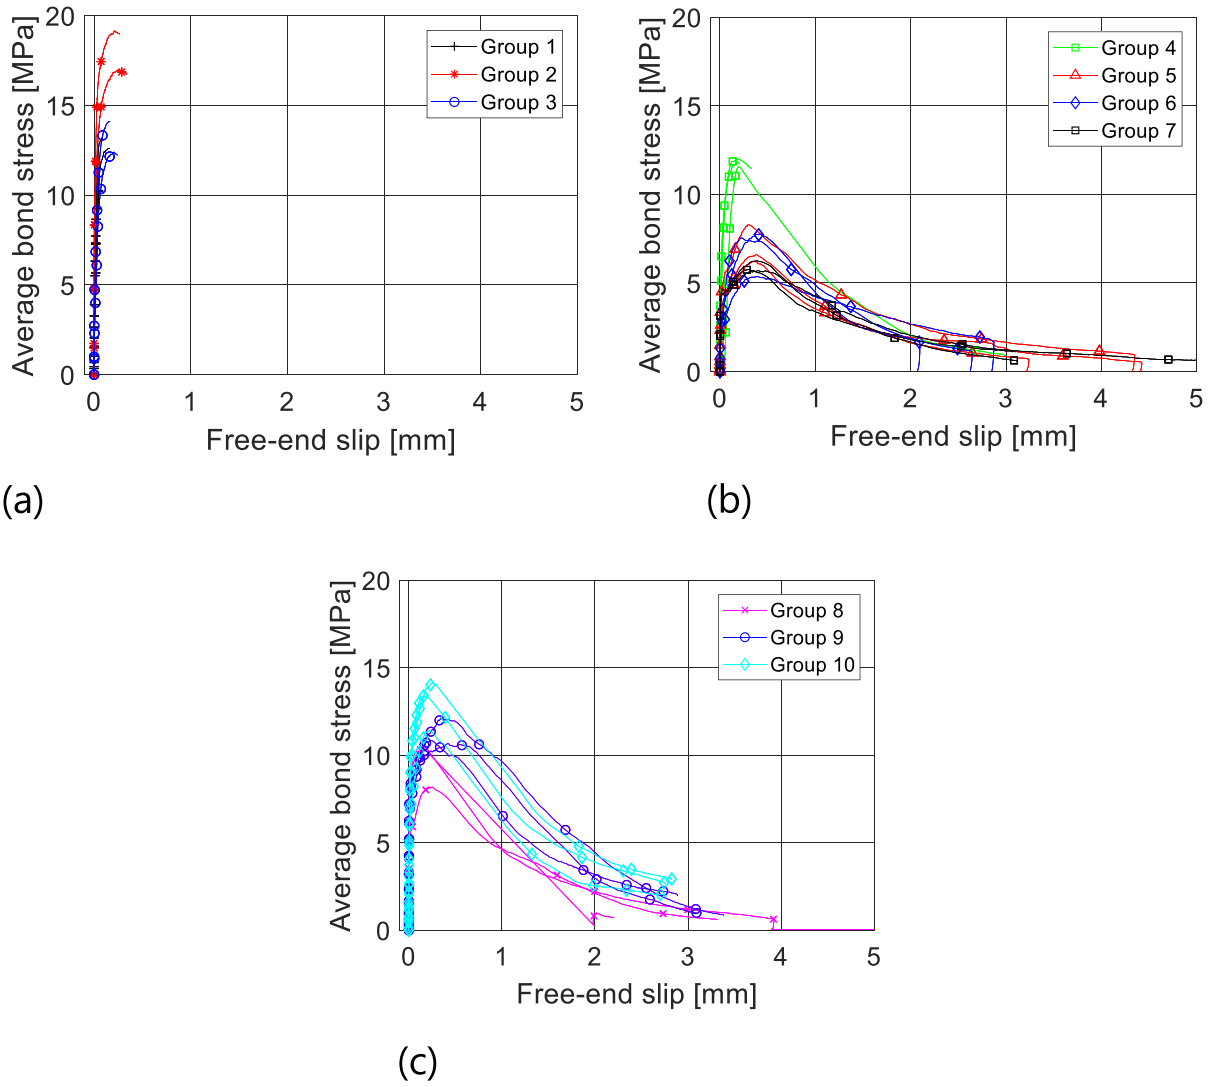 Average bond stress [MPa]
20
15
10
5
0
Group 1
Group 2
Group 3
0 1 2 3 4 5
Free-end slip [mm]
(a)
Average bond stress [MPa]
20
15
10
5
0
Group 4
Group 5
Group 6
Group 7
0 1 2 3 4 5
Free-end slip [mm]
(b)
Average bond stress [MPa]
20
15
10
5
0
Group 8
Group 9
Group 10
0 1 2 3 4 5
Free-end slip [mm]
(c)